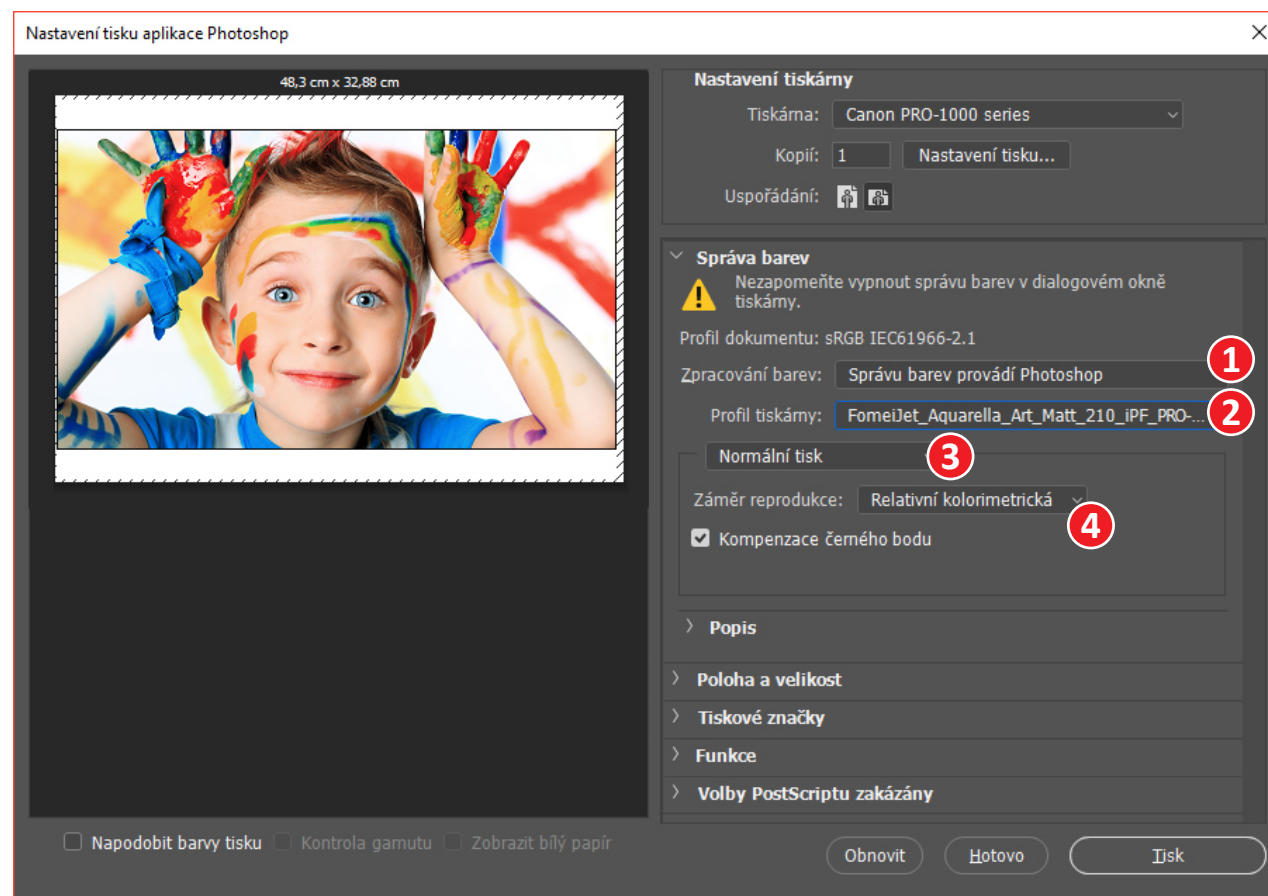 Nastavení tisku aplikace Photoshop
48,3 cm x 32,88 cm
Nastavení tiskárny
Tiskárna: Canon PRO-1000 series
Kopií: 1 Nastavení tisku...
Uspořádání:
Správa barev
Nezapomeňte vypnout správu barev v dialogovém okně
tiskárny.
Profil dokumentu: sRGB IEC61966-2.1
1
Zpracování barev: Správu barev provádí Photoshop
Profil tiskárny: FomeiJet_Aquarella_Art_Matt_210_iPF_PRO-... 2
Normální tisk 3
Záměr reprodukce: Relativní kolorimetrická
4
Kompenzace černého bodu
Popis
Poloha a velikost
Tiskové značky
Funkce
Volby PostScriptu zakázány
Napodobit barvy tisku Kontrola gamutu Zobrazit bílý papír
Obnovit Hotovo Tisk